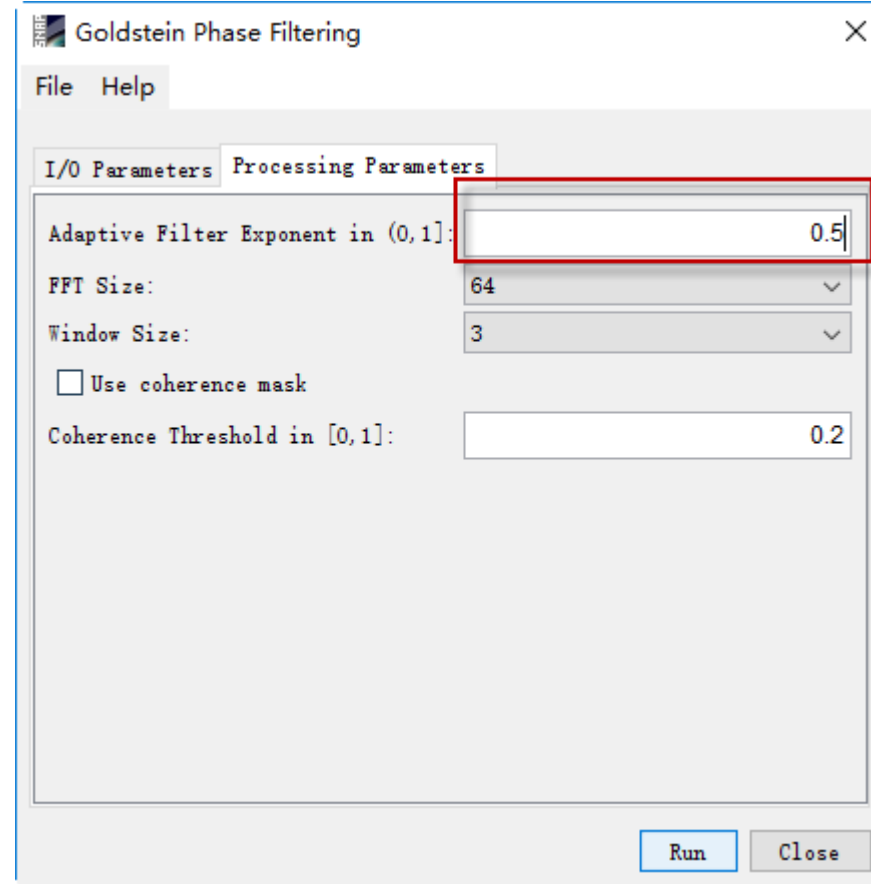 Goldstein Phase Filtering
File Help
I/O Parameters Processing Parameters
Adaptive Filter Exponent in (0,1]: 0.5
FFT Size: 64
Window Size: 3
Use coherence mask
Coherence Threshold in [0,1]: 0.2
Run Close